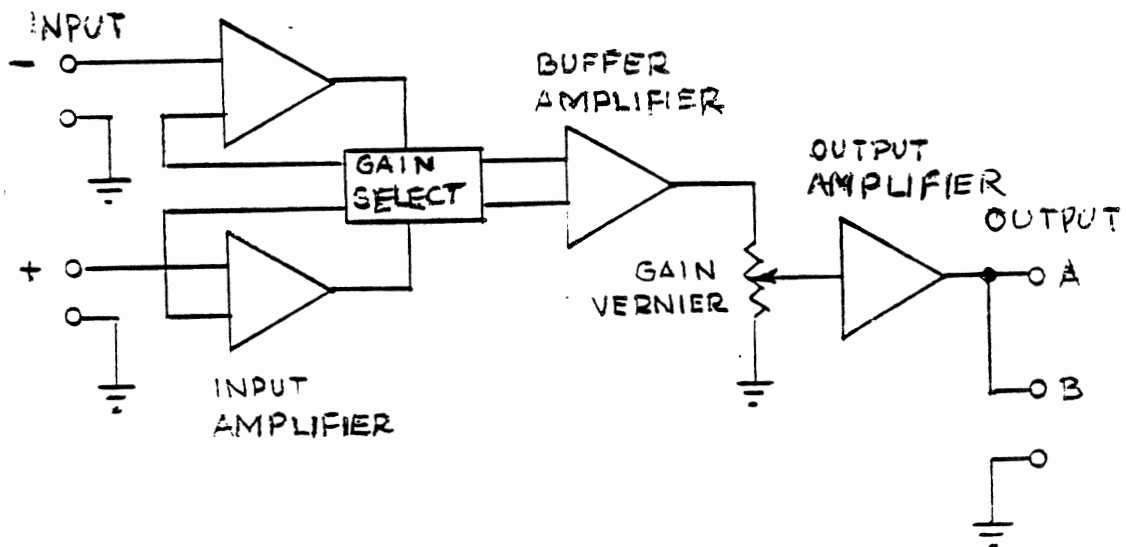 INPUT
-
+
INPUT
AMPLIFIER
GAIN
SELECT
BUFFER
AMPLIFIER
GAIN
VERNIER
OUTPUT
AMPLIFIER
OUTPUT
A
B